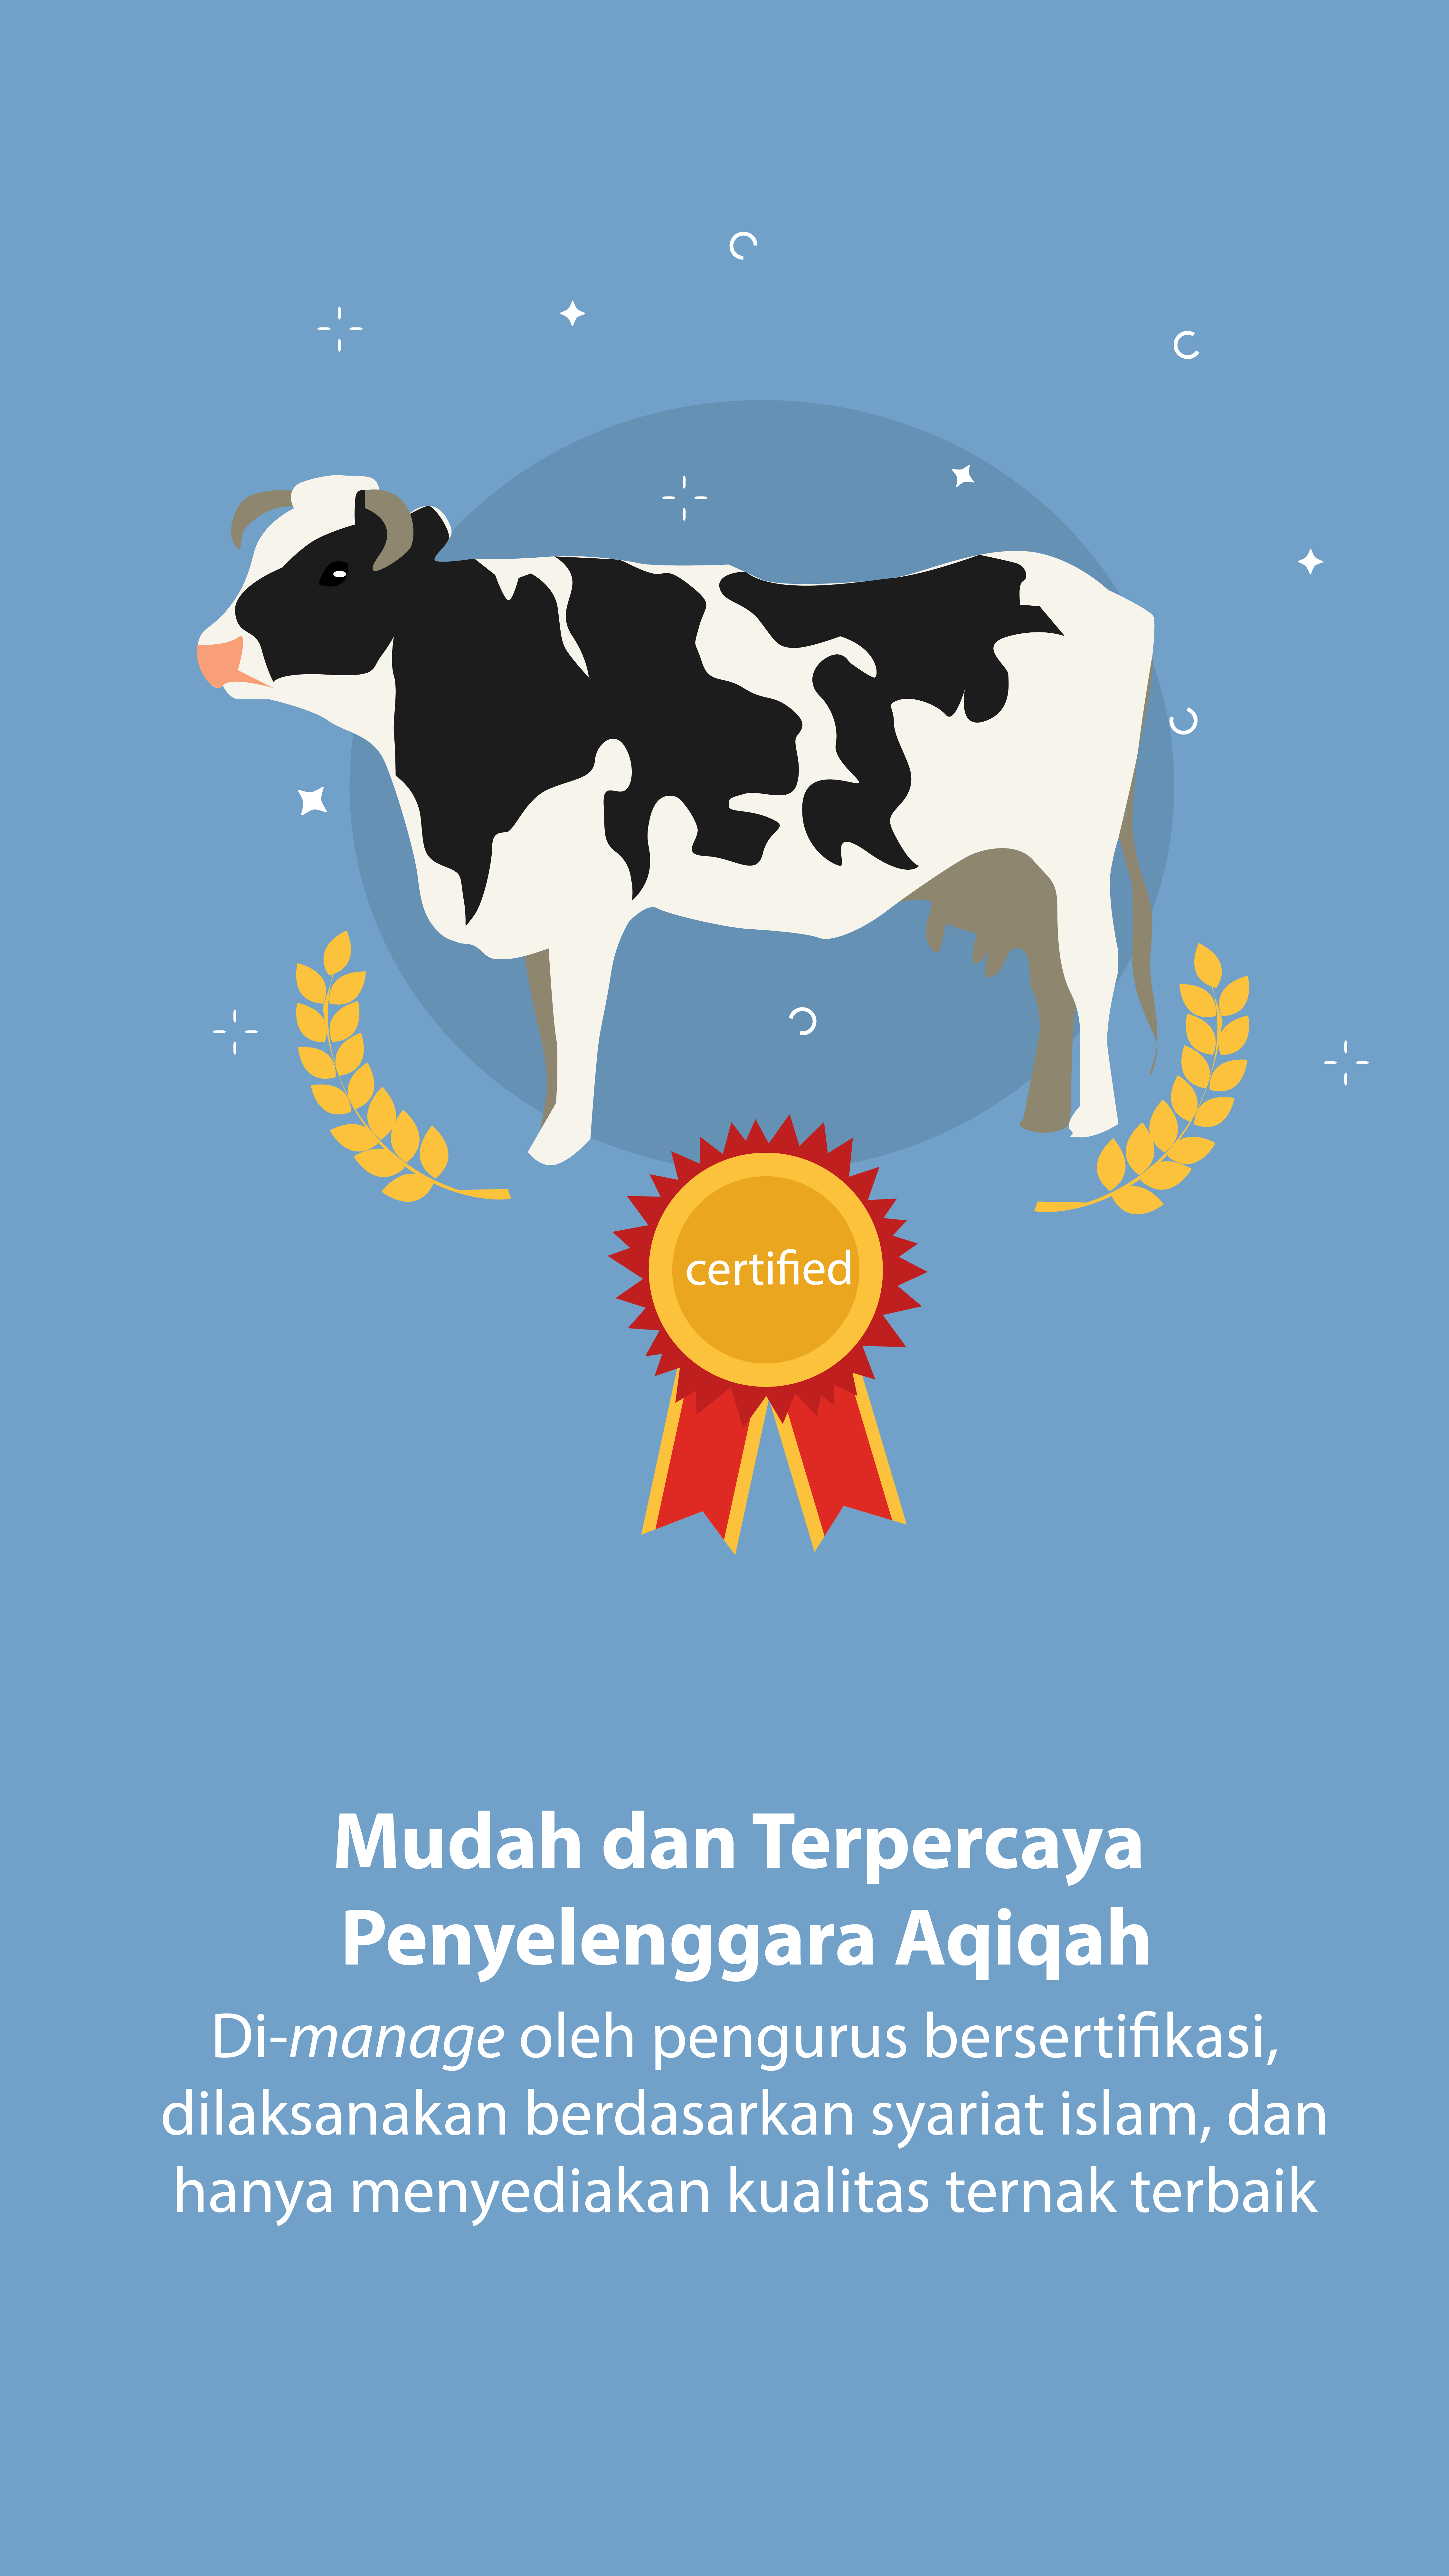 certified
Mudah dan Terpercaya
Penyelenggara Aqiqah
Di-manage oleh pengurus bersertifikasi,
dilaksanakan berdasarkan syariat islam, dan
hanya menyediakan kualitas ternak terbaik